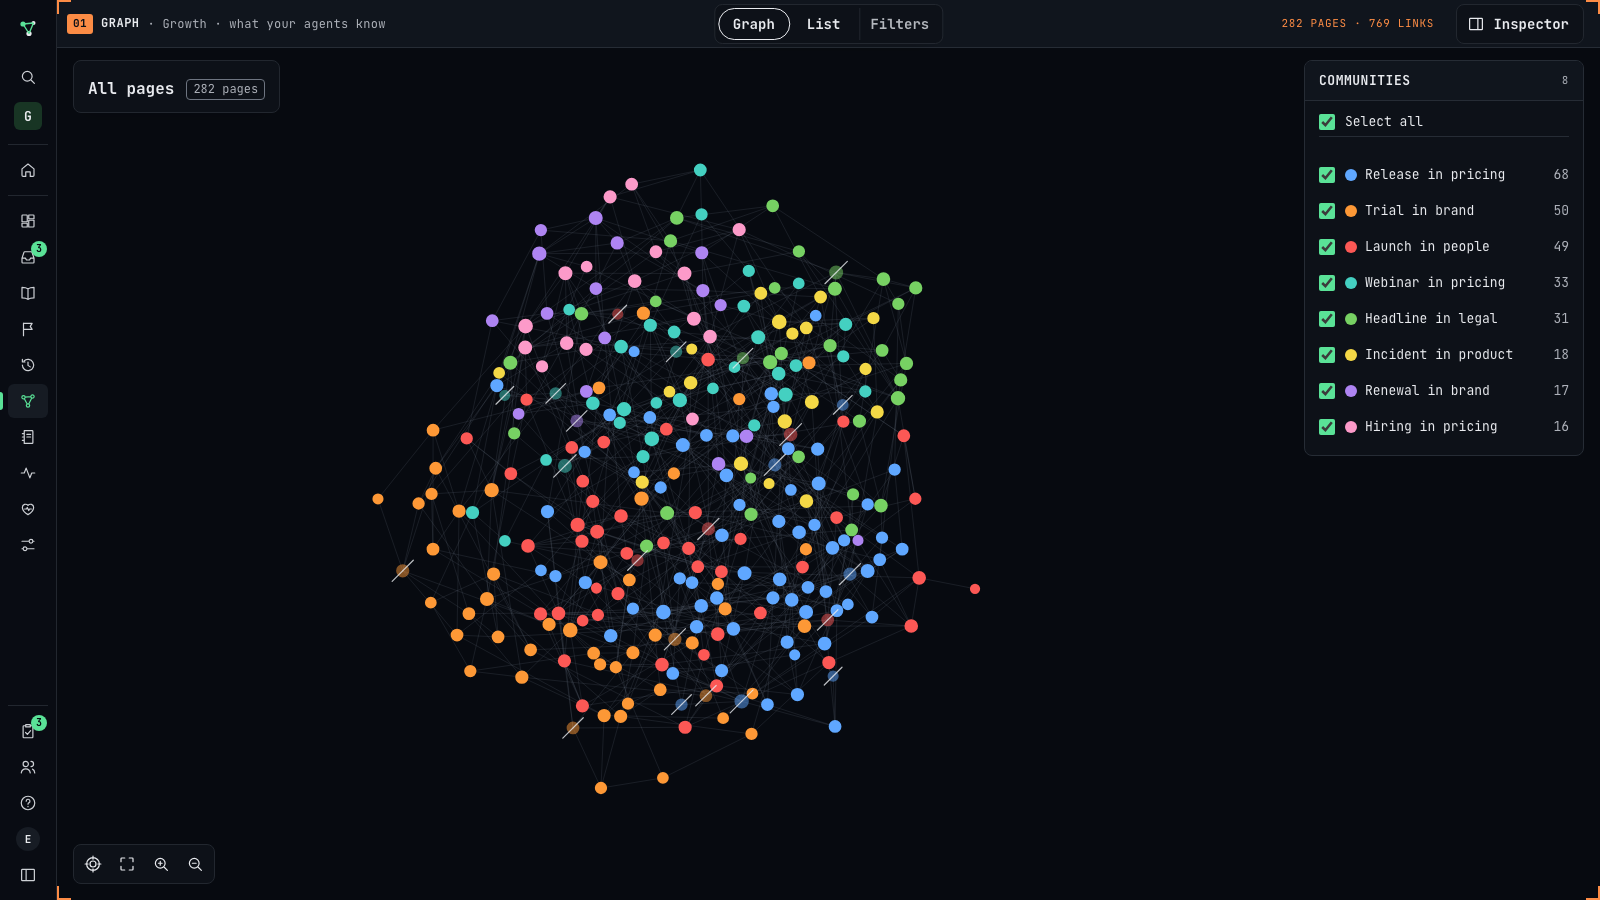 01 GRAPH · Growth · what your agents know
Graph
List
Filters
282 PAGES · 769 LINKS
Inspector
G
3
3
E
All pages
282 pages
COMMUNITIES 8
Select all
Release in pricing 68
Trial in brand 50
Launch in people 49
Webinar in pricing 33
Headline in legal 31
Incident in product 18
Renewal in brand 17
Hiring in pricing 16